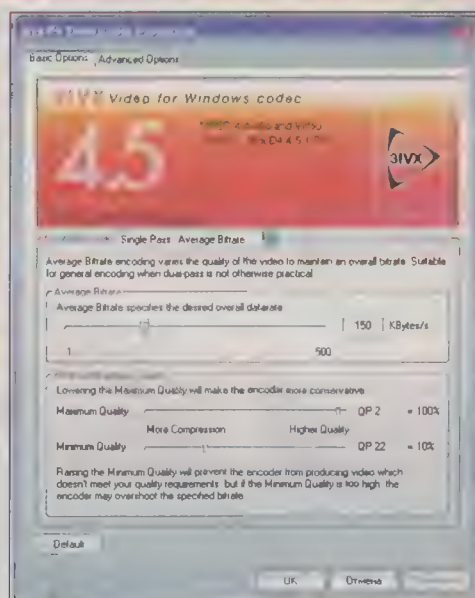 Basic Options Advanced Options
3IVX Video for Windows codec
4.5
3IVX
Single Pass Average Bitrate
Average Bitrate encoding varies the quality of the video to maintain an overall bitrate. Suitable
for general encoding when dual-pass is not otherwise practical
Average Bitrate
Average Bitrate specifies the desired overall datarate
150 KBytes/s
1 500
Lowering the Maximum Quality will make the encoder more conservative
Maximum Quality QP 2 = 100%
More Compression Higher Quality
Minimum Quality QP 22 = 10%
Raising the Minimum Quality will prevent the encoder from producing video which
doesn't meet your quality requirements but if the Minimum Quality is too high the
encoder may overshoot the specified bitrate
Default
OK Отмена